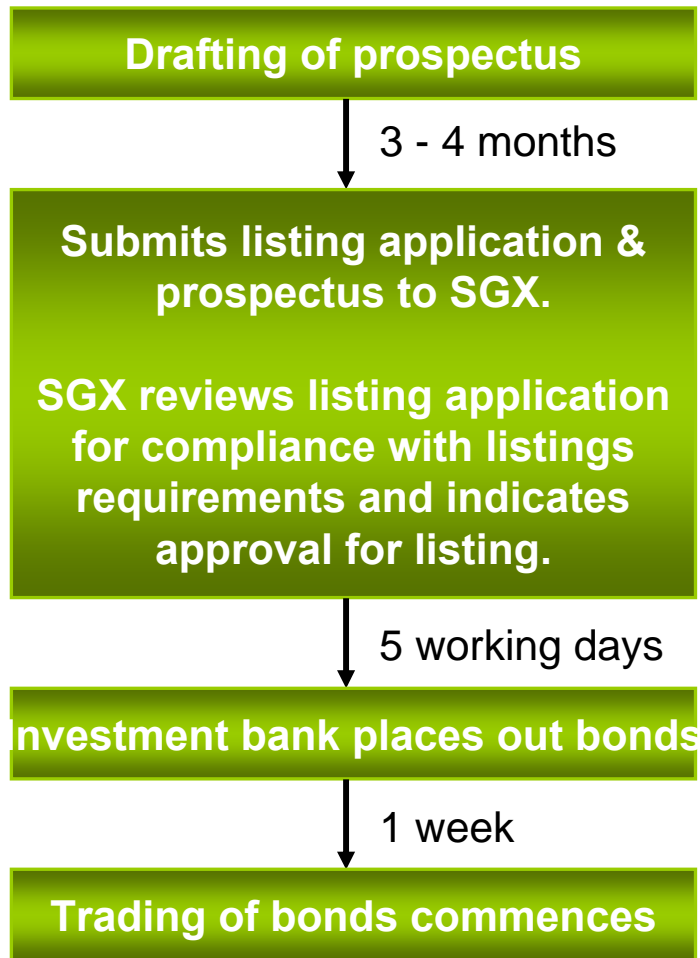 Drafting of prospectus
3 - 4 months
Submits listing application &
prospectus to SGX.
SGX reviews listing application
for compliance with listings
requirements and indicates
approval for listing.
5 working days
Investment bank places out bonds
1 week
Trading of bonds commences